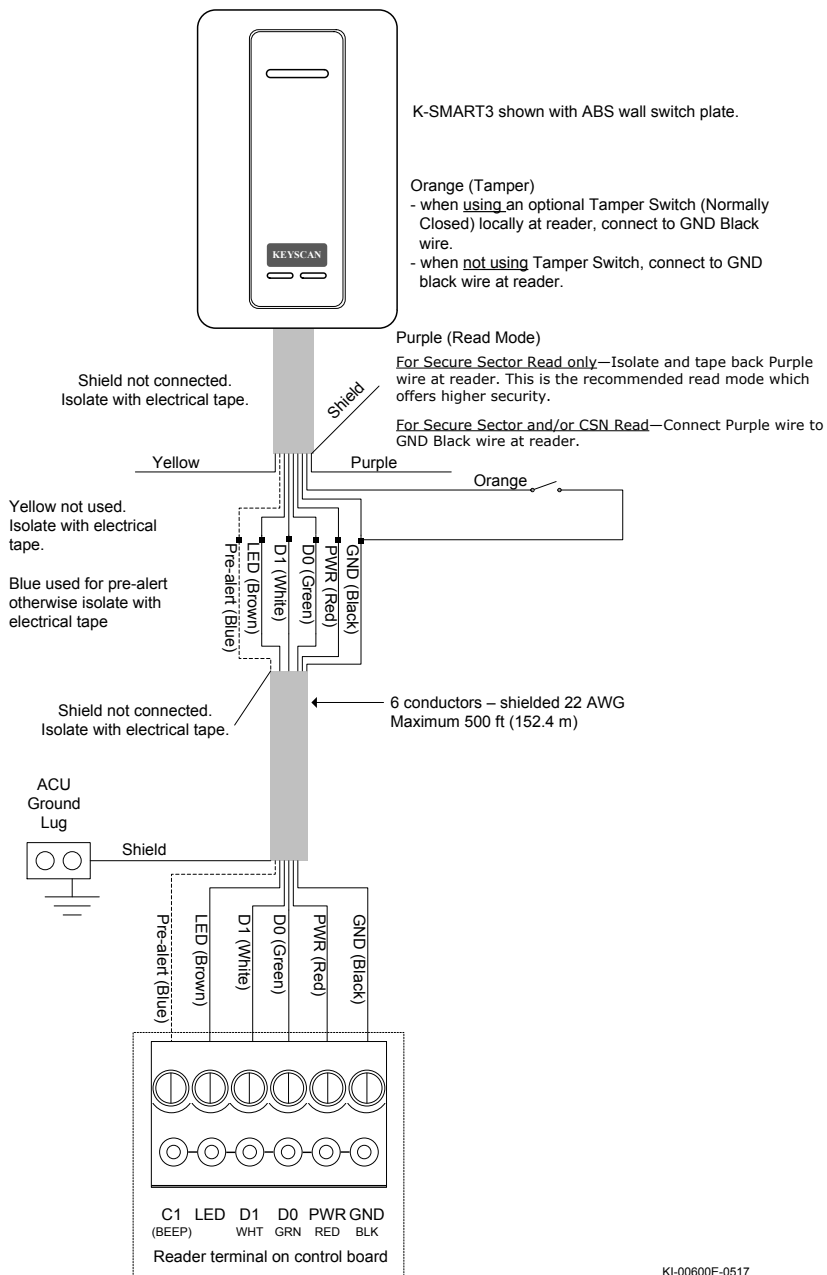 K-SMART3 shown with ABS wall switch plate.
Orange (Tamper)
- when using an optional Tamper Switch (Normally
Closed) locally at reader, connect to GND Black
wire.
- when not using Tamper Switch, connect to GND
black wire at reader.
KEYSCAN
Purple (Read Mode)
For Secure Sector Read only—Isolate and tape back Purple
wire at reader. This is the recommended read mode which
offers higher security.
For Secure Sector and/or CSN Read—Connect Purple wire to
GND Black wire at reader.
Shield not connected.
Isolate with electrical tape.
Shield
Yellow
Purple
Orange
Yellow not used.
Isolate with electrical
tape.
Blue used for pre-alert
otherwise isolate with
electrical tape
Pre-alert (Blue)
LED (Brown)
D1 (White)
D0 (Green)
PWR (Red)
GND (Black)
6 conductors – shielded 22 AWG
Maximum 500 ft (152.4 m)
Shield not connected.
Isolate with electrical tape.
ACU
Ground
Lug
Shield
Pre-alert (Blue)
LED (Brown)
D1 (White)
D0 (Green)
PWR (Red)
GND (Black)
C1 LED D1 D0 PWR GND
(BEEP) WHT GRN RED BLK
Reader terminal on control board
KI-00600E-0517